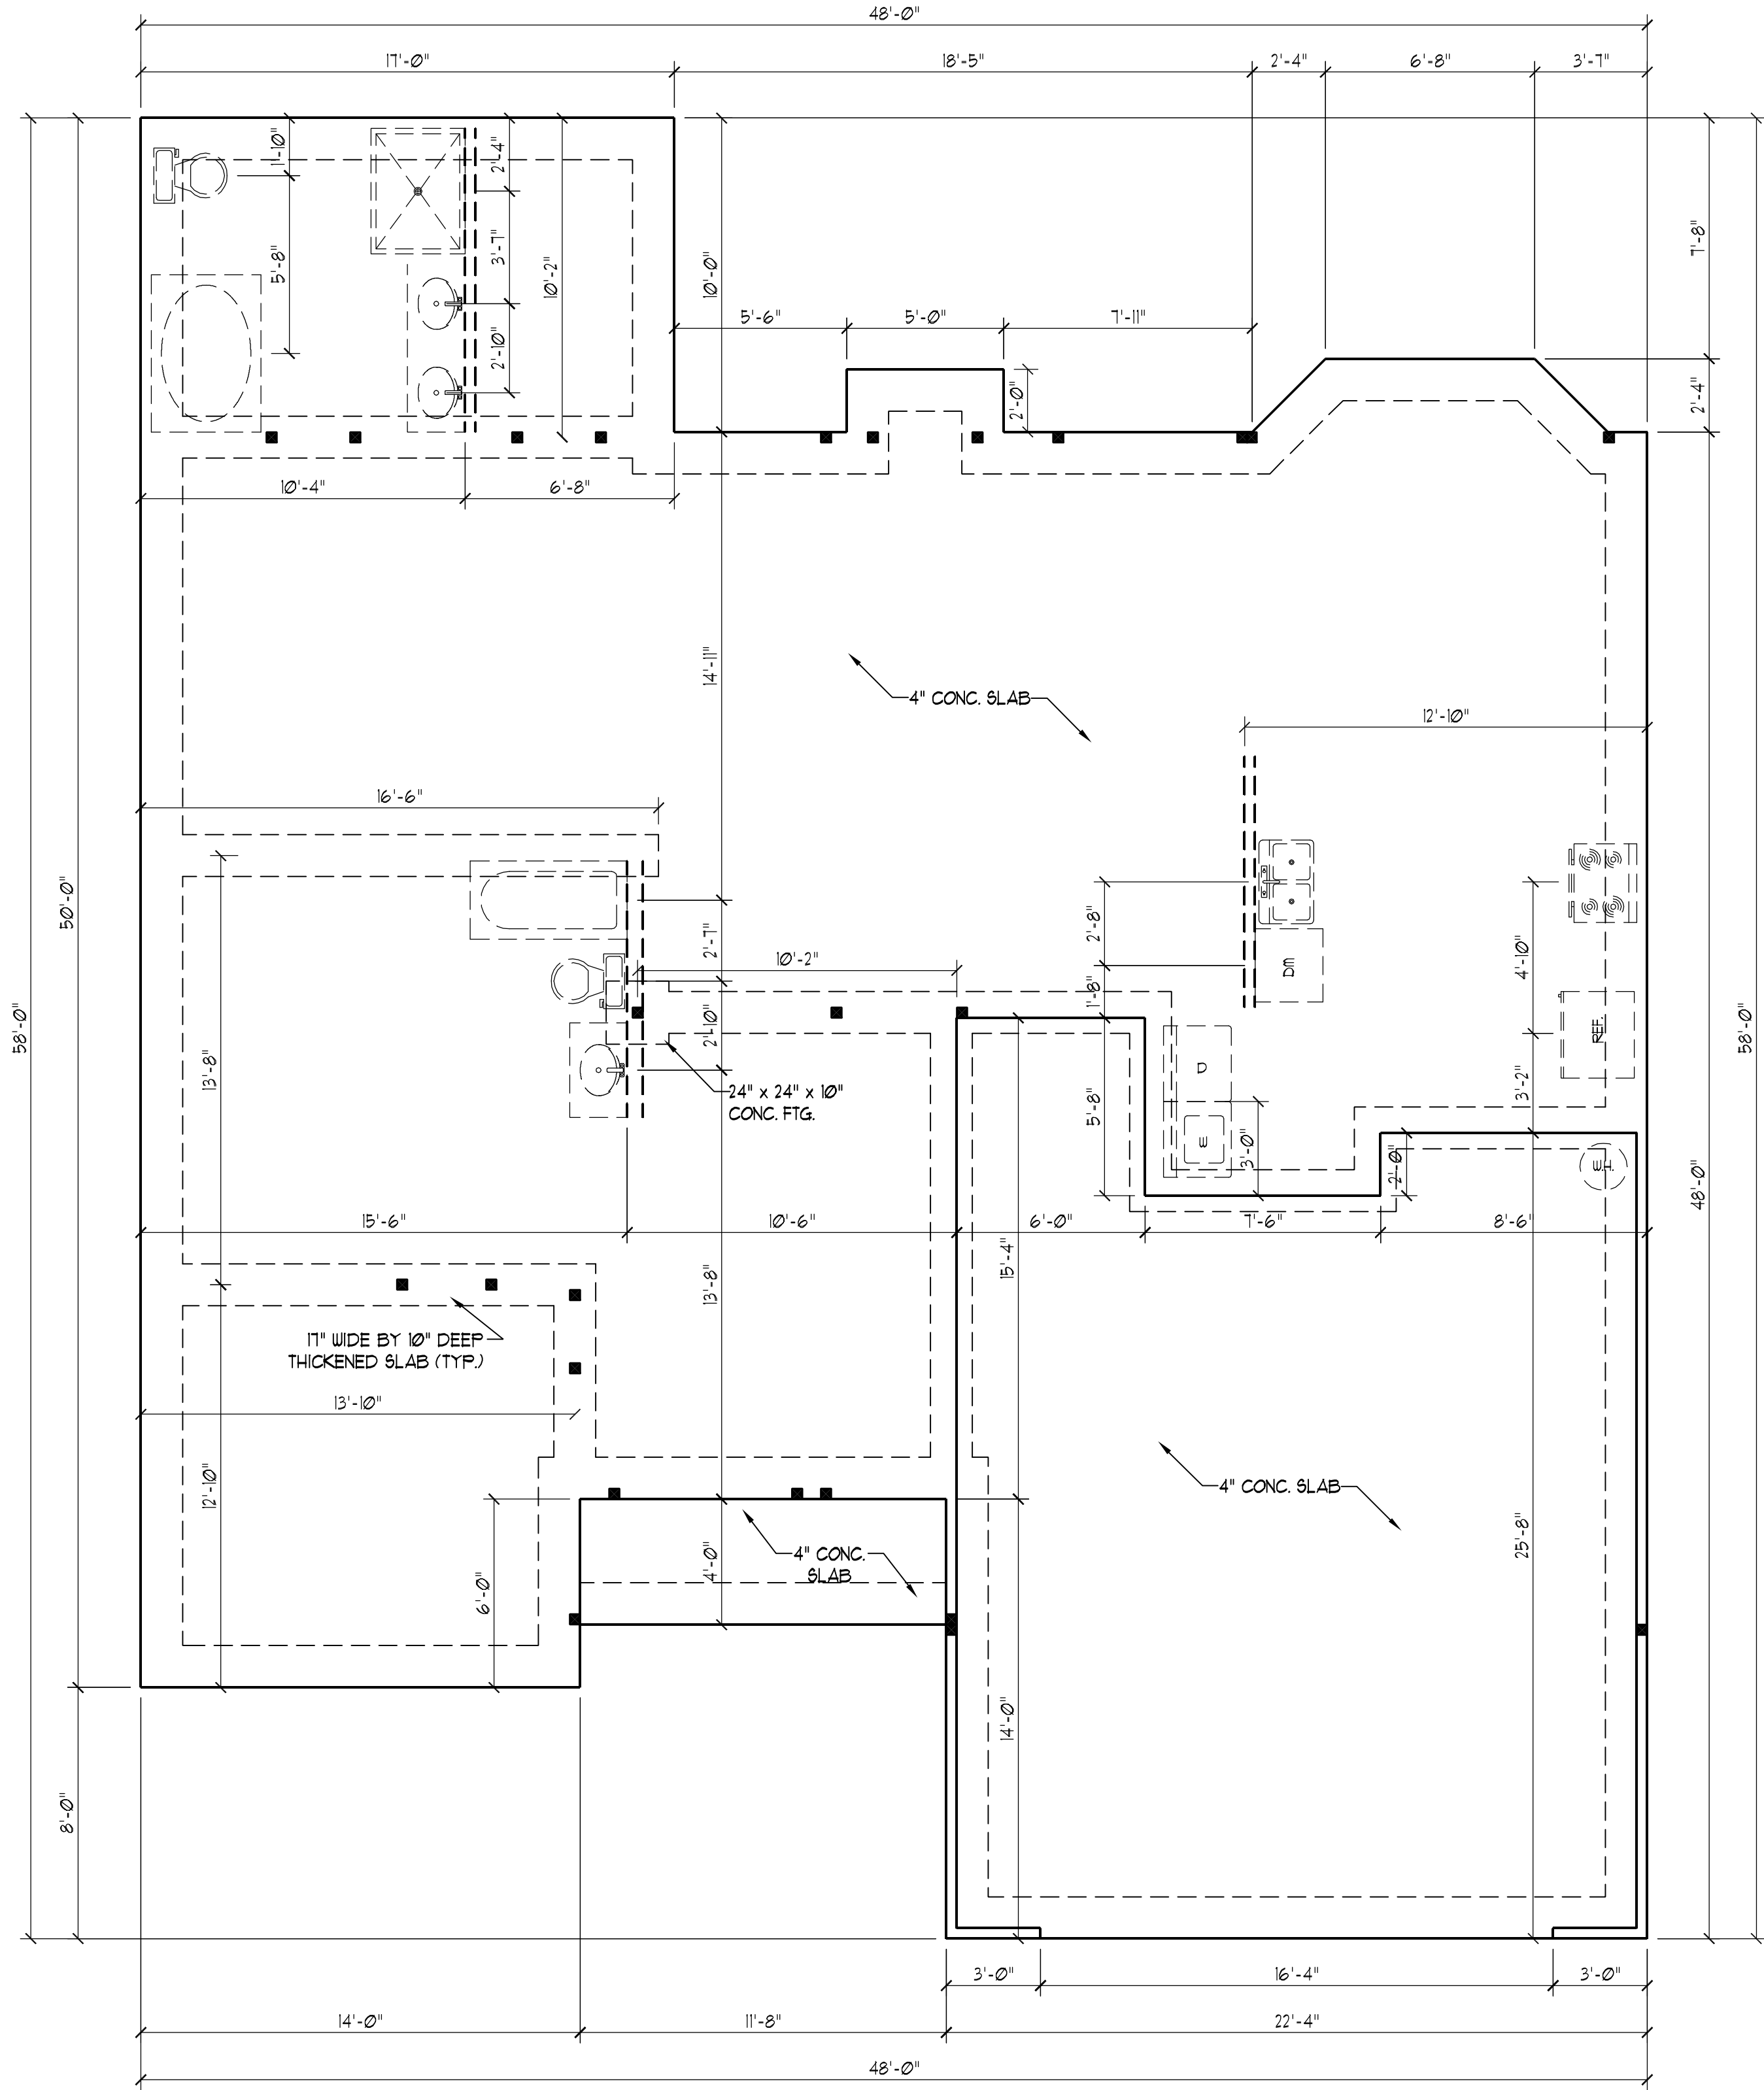 48'-0"
17'-0" 18'-5" 2'-4" 6'-8" 3'-7"
1'-10"
2'-4"
5'-8"
3'-7"
10'-2"
10'-0"
7'-8"
5'-6" 5'-0" 7'-11"
2'-10"
2'-0"
2'-4"
10'-4" 6'-8"
14'-11"
4" CONC. SLAB
12'-10"
16'-6"
50'-0"
2'-8"
2'-7"
4'-10"
10'-2"
DW
1'-8"
58'-0"
58'-0"
REF.
2'-10"
13'-8"
D
24" x 24" x 10"
CONC. FTG.
5'-8"
3'-2"
W
3'-0"
2'-0"
W.H.
48'-0"
15'-6" 10'-6" 6'-0" 7'-6" 8'-6"
15'-4"
13'-8"
17" WIDE BY 10" DEEP
THICKENED SLAB (TYP.)
13'-10"
12'-10"
4" CONC. SLAB
25'-8"
4'-0"
4" CONC.
SLAB
6'-0"
14'-0"
8'-0"
3'-0" 16'-4" 3'-0"
14'-0" 11'-8" 22'-4"
48'-0"